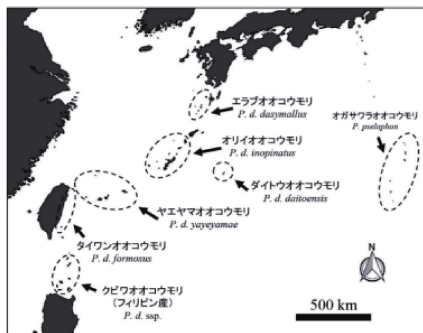 エラブオオコウモリ
P. d. dasymallus
オガサワラオオコウモリ
P. pselaphon
オリイオオコウモリ
P. d. inopinatus
ダイトウオオコウモリ
P. d. daitoensis
ヤエヤマオオコウモリ
P. d. yayeyamae
タイワンオオコウモリ
P. d. formosus
クビワオオコウモリ
(フィリピン産)
P. d. ssp.
N
500 km